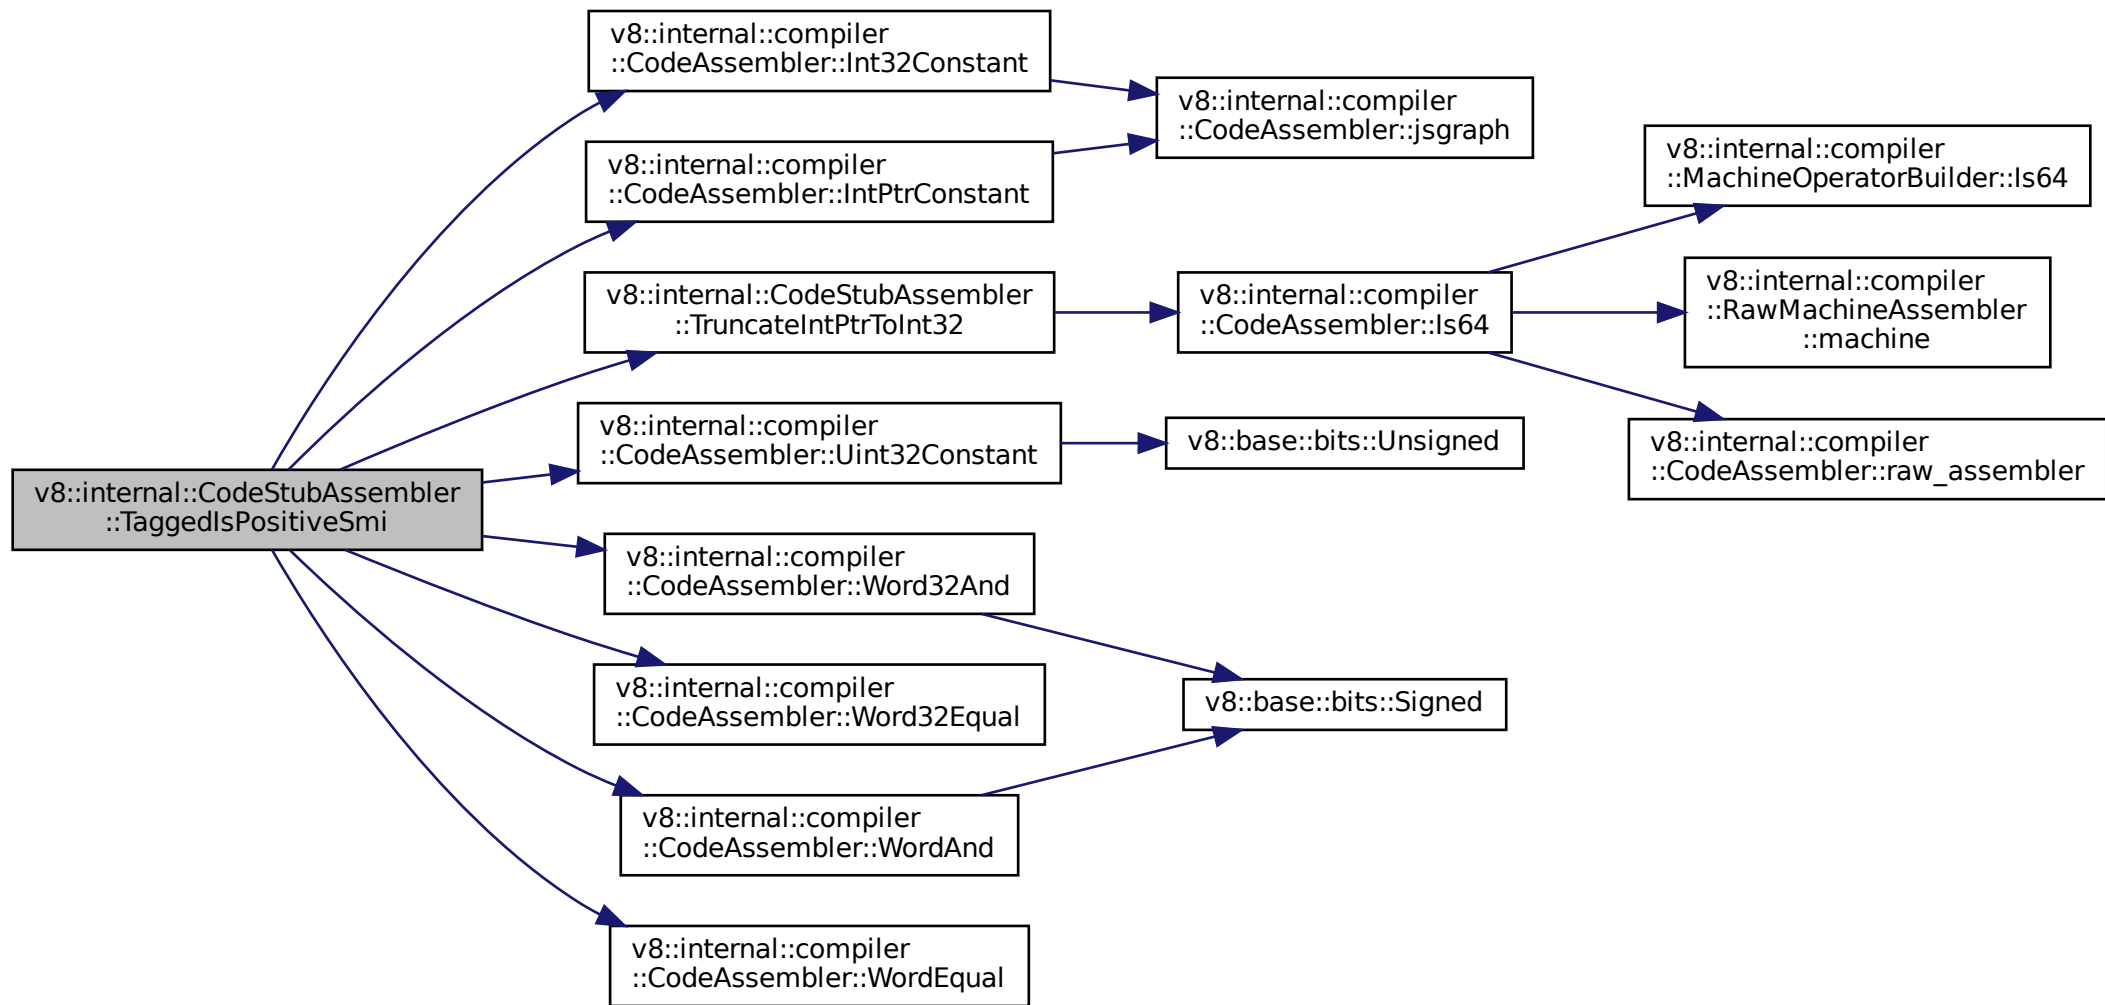 v8::internal::compiler
::CodeAssembler::Int32Constant
v8::internal::compiler
::CodeAssembler::jsgraph
v8::internal::compiler
::MachineOperatorBuilder::Is64
v8::internal::compiler
::CodeAssembler::IntPtrConstant
v8::internal::CodeStubAssembler
::TruncateIntPtrToInt32
v8::internal::compiler
::CodeAssembler::Is64
v8::internal::compiler
::RawMachineAssembler
::machine
v8::internal::compiler
::CodeAssembler::Uint32Constant
v8::base::bits::Unsigned
v8::internal::compiler
::CodeAssembler::raw_assembler
v8::internal::CodeStubAssembler
::TaggedIsPositiveSmi
v8::internal::compiler
::CodeAssembler::Word32And
v8::internal::compiler
::CodeAssembler::Word32Equal
v8::base::bits::Signed
v8::internal::compiler
::CodeAssembler::WordAnd
v8::internal::compiler
::CodeAssembler::WordEqual